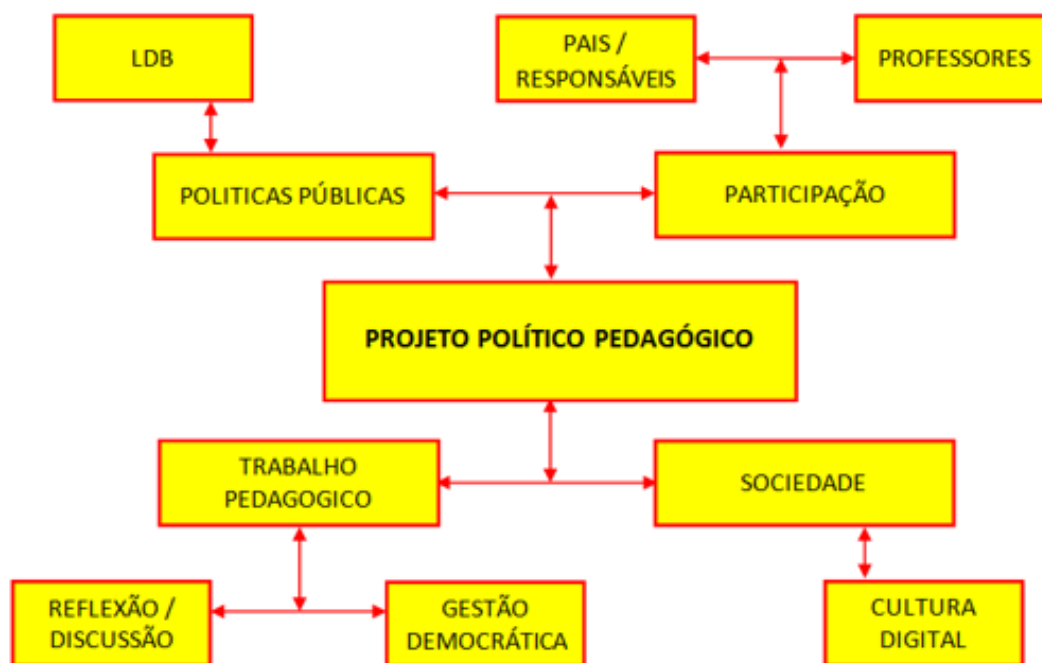 LDB
PAIS /
RESPONSÁVEIS
PROFESSORES
POLITICAS PÚBLICAS
PARTICIPAÇÃO
PROJETO POLÍTICO PEDAGÓGICO
TRABALHO
PEDAGOGICO
SOCIEDADE
REFLEXÃO /
DISCUSSÃO
GESTÃO
DEMOCRÁTICA
CULTURA
DIGITAL